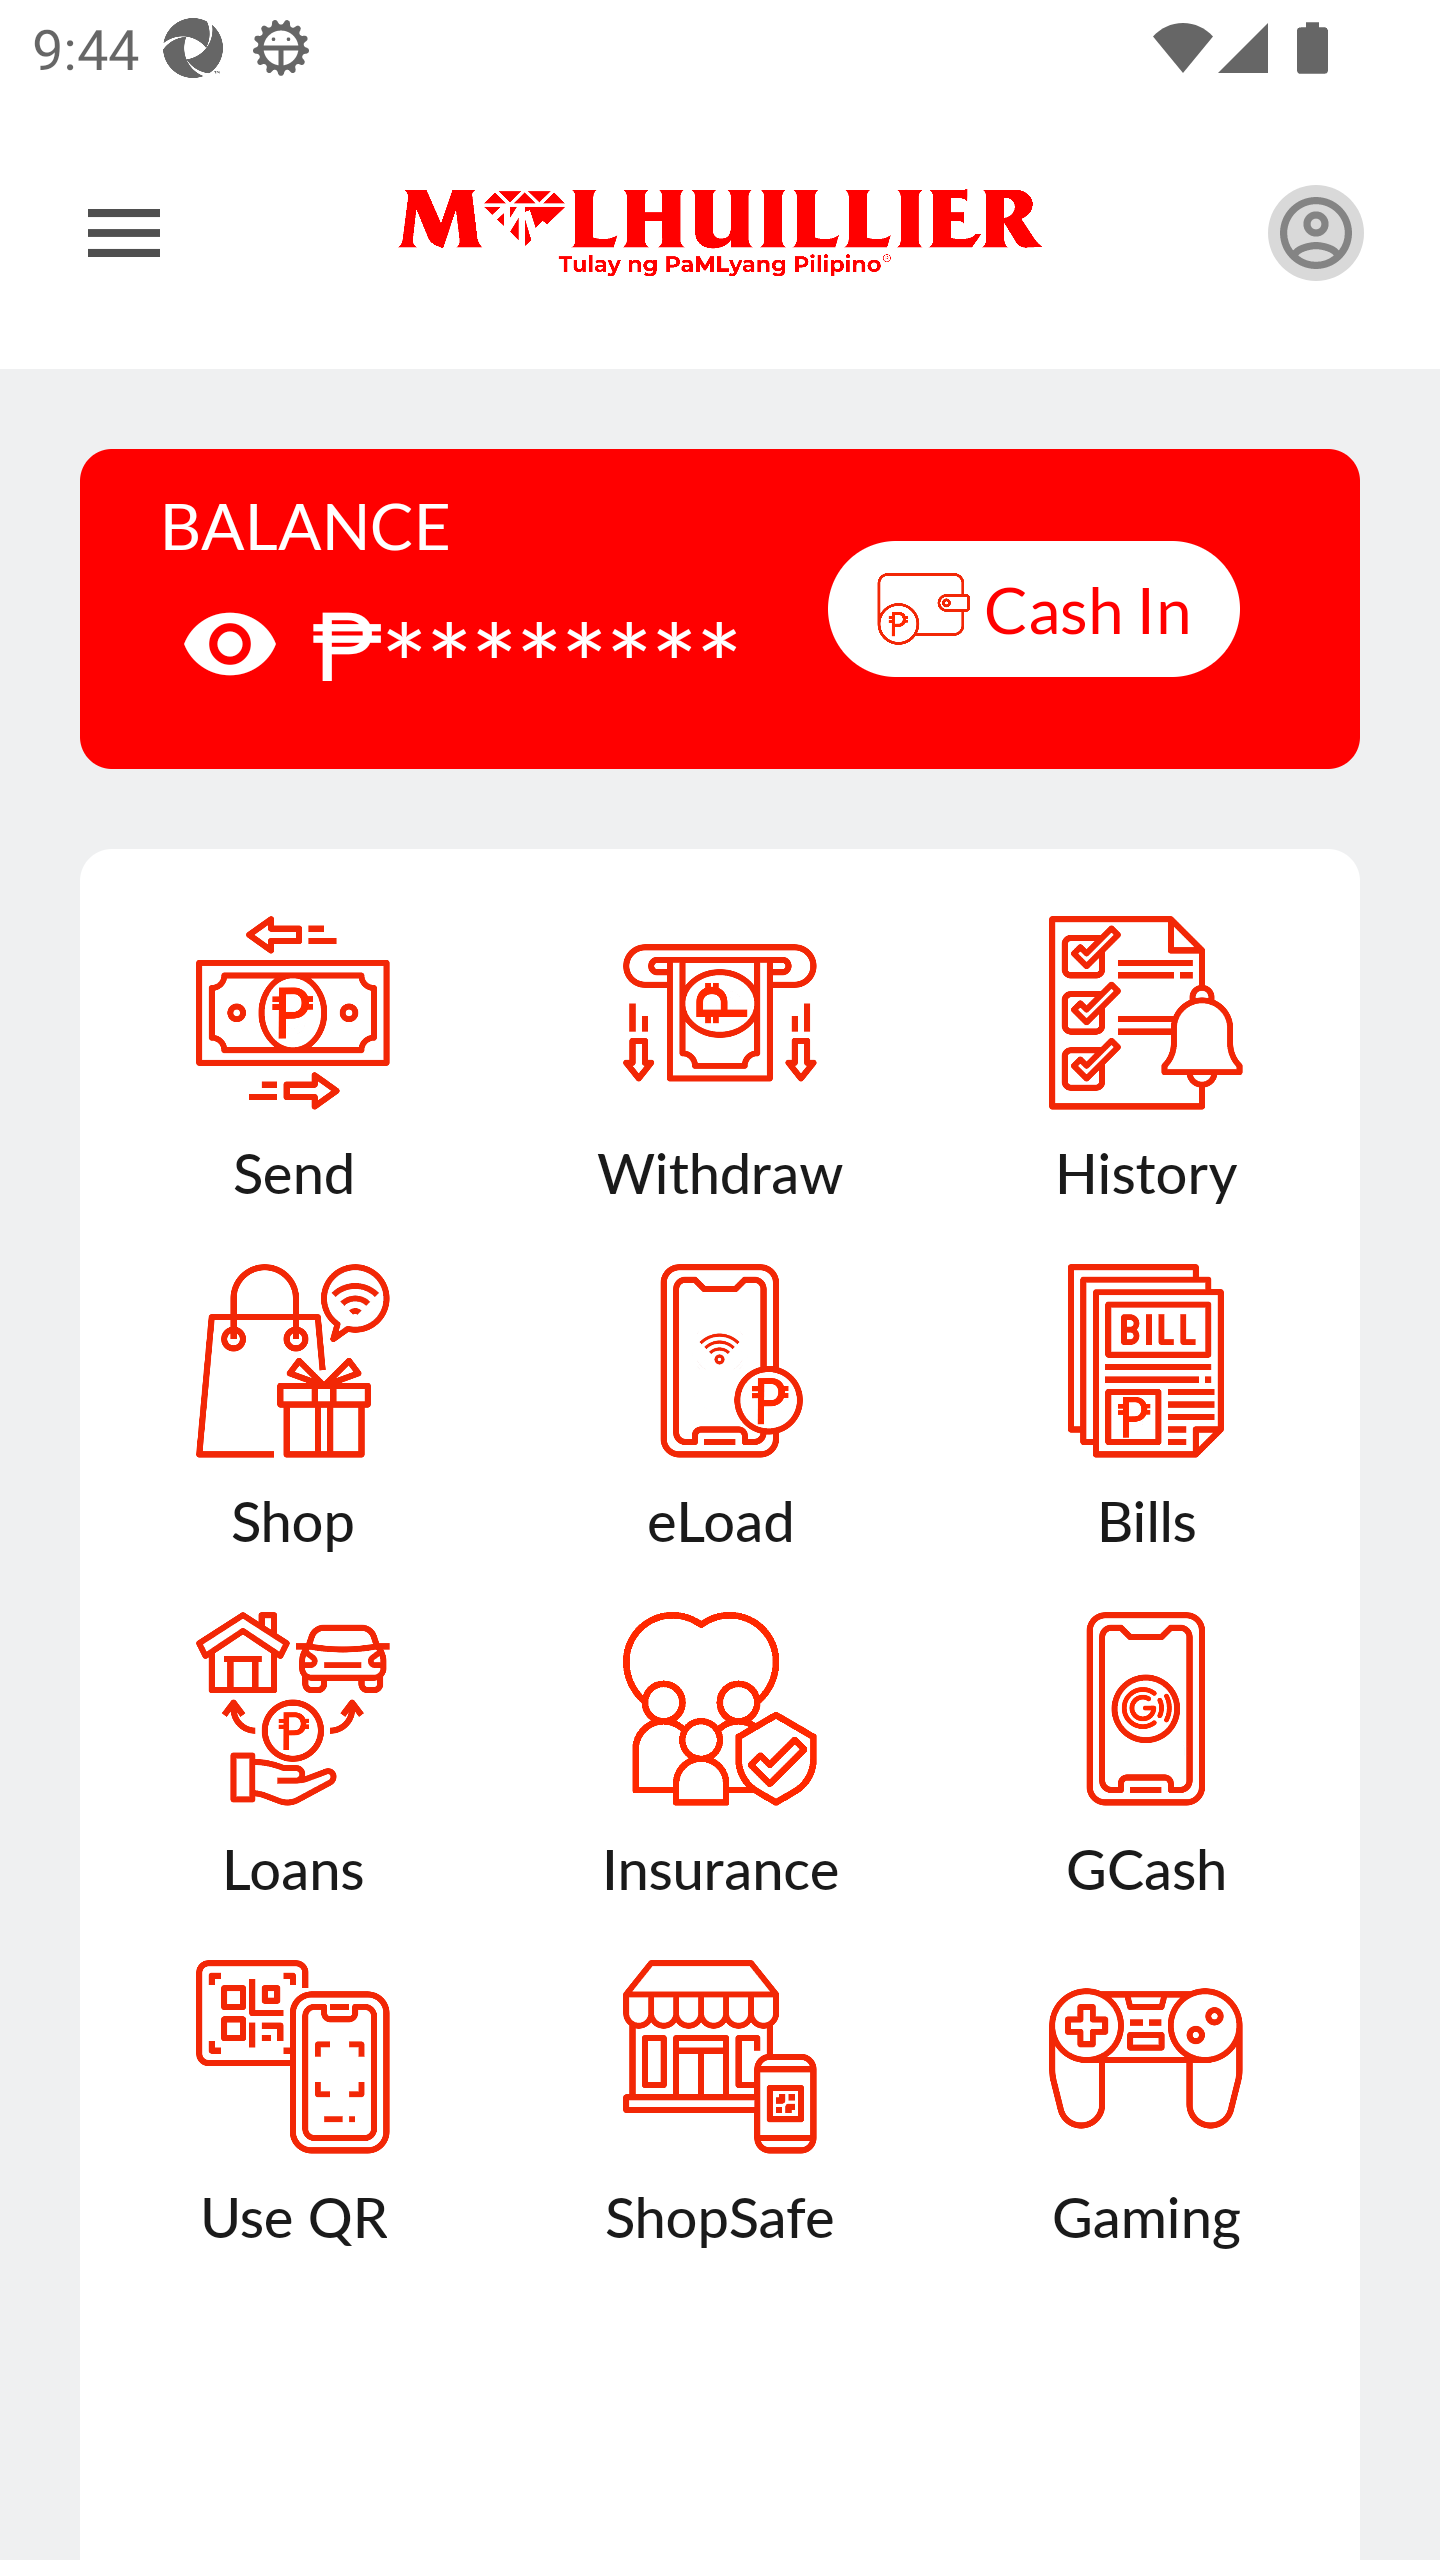 9:44
M LHUILLIER
Tulay ng PaMLyang Pilipino
BALANCE
₱********
Cash In
Send
Withdraw
History
Shop
eLoad
BILL
Bills
Loans
Insurance
GCash
Use QR
ShopSafe
Gaming